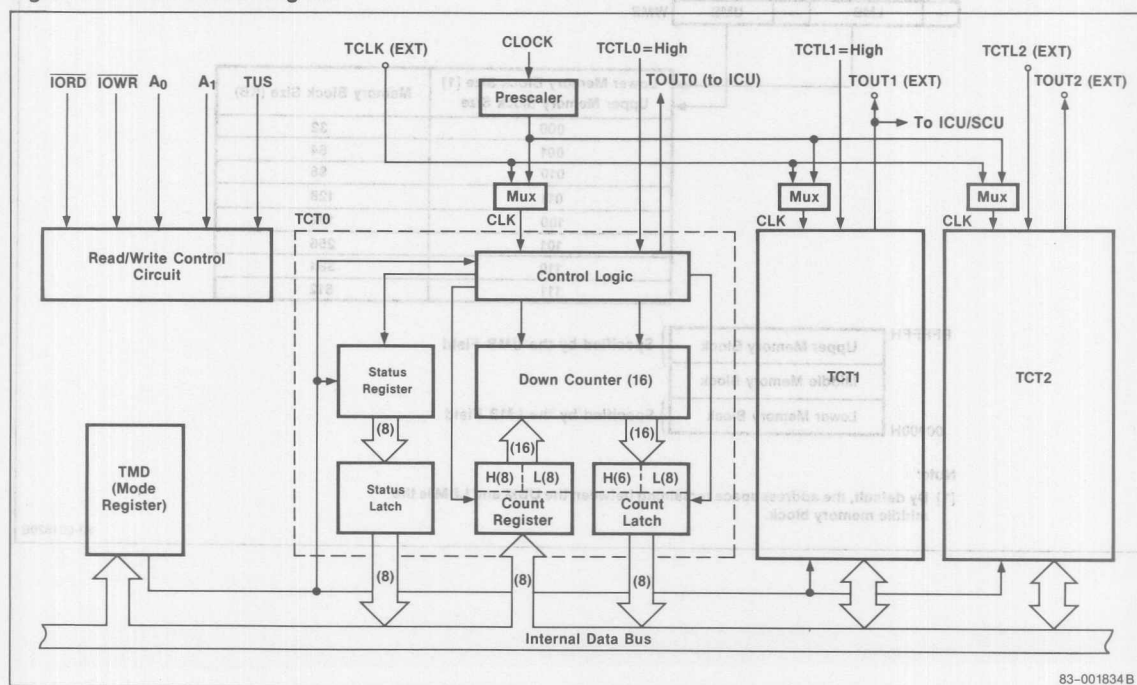 TCLK (EXT)
CLOCK
TCTL0=High
TCTL1=High
TCTL2 (EXT)
IORD IOWR A0 A1 TUS
TOUT0 (to ICU)
TOUT1 (EXT)
TOUT2 (EXT)
Prescaler
To ICU/SCU
Mux
Mux
Mux
TCT0
CLK
CLK
CLK
Read/Write Control
Circuit
Control Logic
Status
Register
Down Counter (16)
TCT1
TCT2
(8)
(16)
(16)
TMD
(Mode
Register)
Status
Latch
H(8) L(8)
Count
Register
H(6) L(8)
Count
Latch
(8)
(8)
(8)
Internal Data Bus
83-001834B